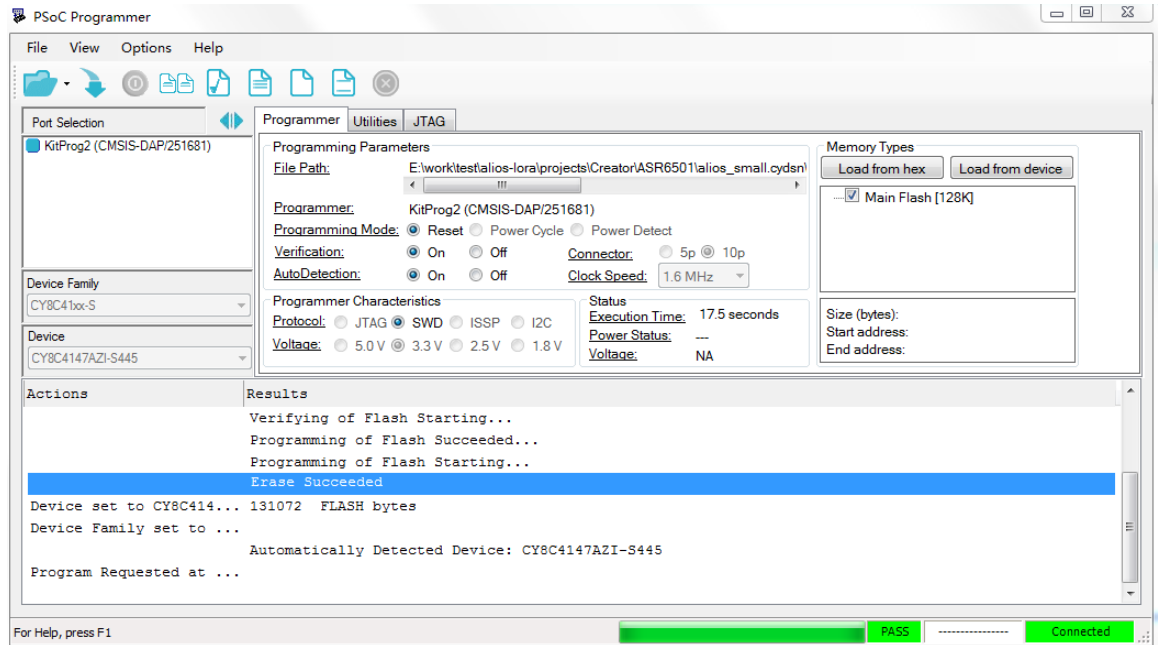 PSoC Programmer
File View Options Help
Port Selection
KitProg2 (CMSIS-DAP/251681)
Device Family
CY8C41xx-S
Device
CY8C4147AZI-S445
Programmer Utilities JTAG
Programming Parameters
File Path: E:\work\test\alios-lora\projects\Creator\ASR6501\alios_small.cydsn\
Programmer: KitProg2 (CMSIS-DAP/251681)
Programming Mode: Reset Power Cycle Power Detect
Verification: On Off Connector: 5p 10p
AutoDetection: On Off Clock Speed: 1.6 MHz
Programmer Characteristics
Protocol: JTAG SWD ISSP I2C
Voltage: 5.0 V 3.3 V 2.5 V 1.8 V
Status
Execution Time: 17.5 seconds
Power Status: ---
Voltage: NA
Memory Types
Load from hex Load from device
Main Flash [128K]
Size (bytes):
Start address:
End address:
Actions Results
Verifying of Flash Starting...
Programming of Flash Succeeded...
Programming of Flash Starting...
Erase Succeeded
Device set to CY8C414... 131072 FLASH bytes
Device Family set to ...
Automatically Detected Device: CY8C4147AZI-S445
Program Requested at ...
For Help, press F1
PASS ---------------- Connected